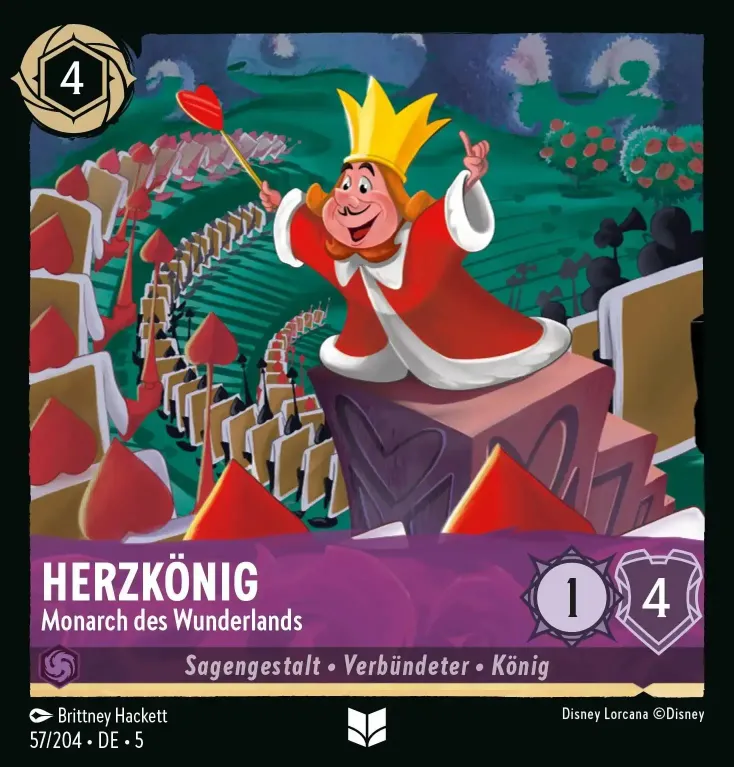 4
HERZKÖNIG
Monarch des Wunderlands
1
4
Sagengestalt • Verbündeter • König
Brittney Hackett
Disney Lorcana ©Disney
57/204 • DE • 5